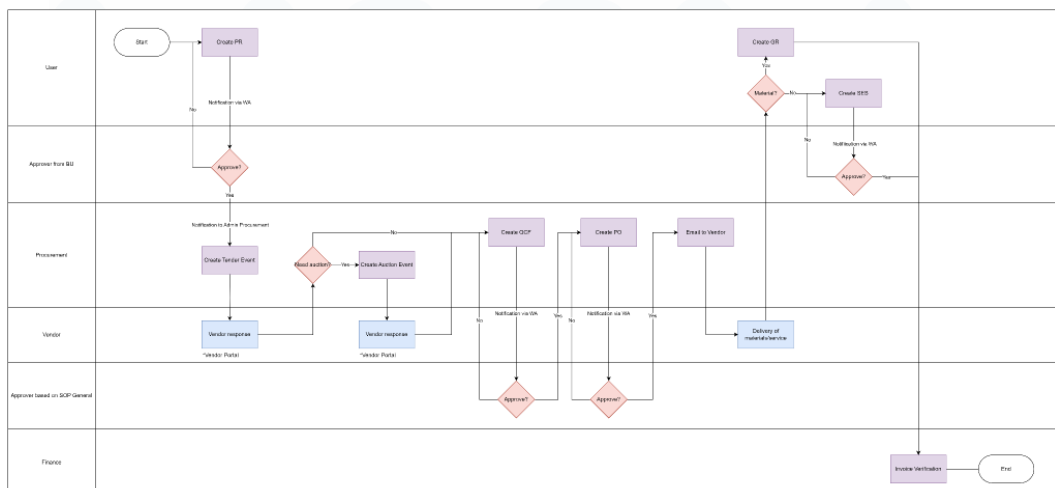 User
Start
Create PR
No
Notification via WA
Create GR
Yes
Material?
No
Create SES
No
Notification via WA
Approver from BU
Approve?
Yes
Approve?
Yes
Notification to Admin Procurement
Procurement
Create Tender Event
Need auction?
No
Yes
Create Auction Event
Create QCF
Create PO
Email to Vendor
Notification via WA
Notification via WA
Yes
Yes
No
No
Vendor
Vendor response
*Vendor Portal
Vendor response
*Vendor Portal
Delivery of
materials/service
Approver based on SOP General
Approve?
Approve?
Finance
Invoice Verification
End